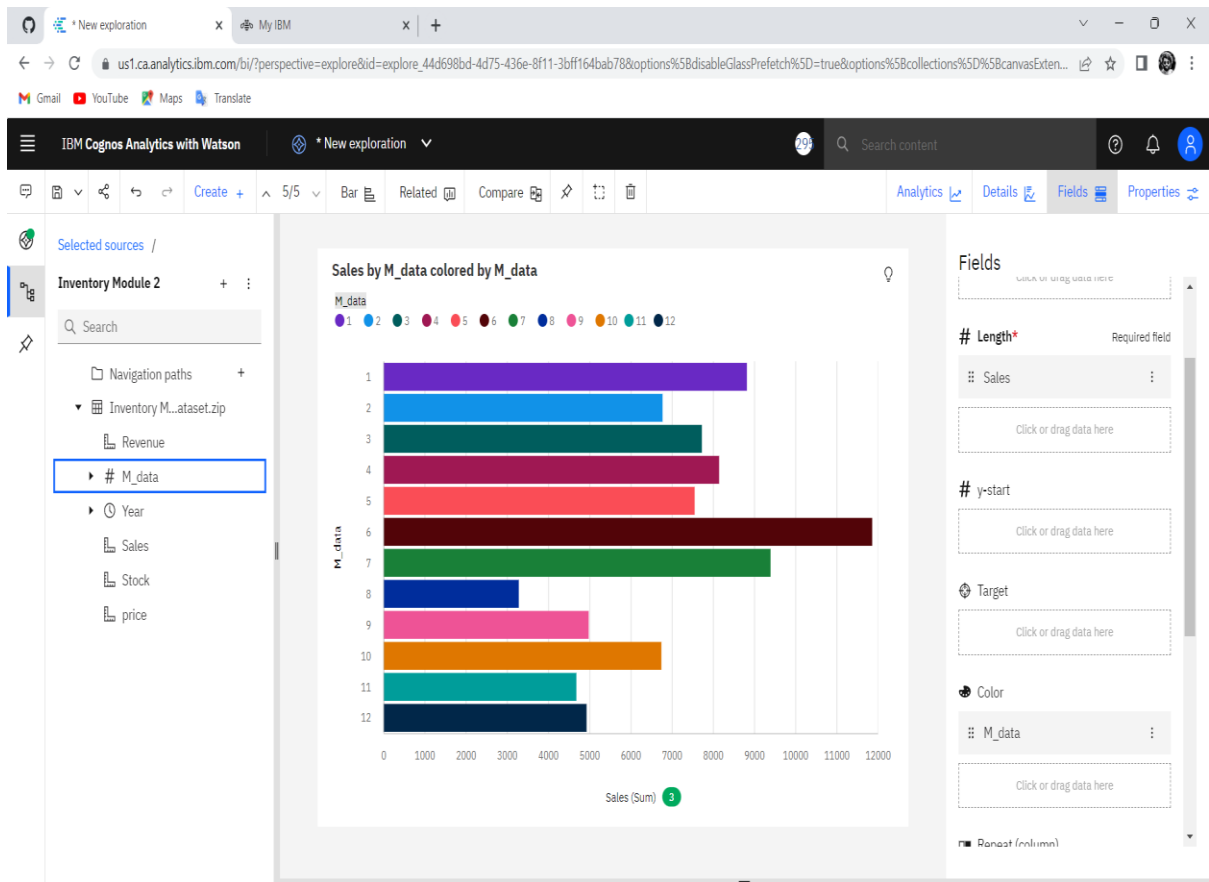 * New exploration
My IBM
us1.ca.analytics.ibm.com/bi/?perspective=explore&id=explore_44d698bd-4d75-436e-8f11-3bff164bab78&options%5BdisableGlassPrefetch%5D=true&options%5Bcollections%5D%5BcanvasExten...
Gmail YouTube Maps Translate
IBM Cognos Analytics with Watson * New exploration 295 Search content
Create + 5/5 Bar Related Compare Analytics Details Fields Properties
Selected sources /
Inventory Module 2
Search
Navigation paths +
Inventory M...ataset.zip
Revenue
# M_data
Year
Sales
Stock
price
Sales by M_data colored by M_data
M_data
1 2 3 4 5 6 7 8 9 10 11 12
M_data
1
2
3
4
5
6
7
8
9
10
11
12
0 1000 2000 3000 4000 5000 6000 7000 8000 9000 10000 11000 12000
Sales (Sum) 3
Fields
Click or drag data here
# Length* Required field
Sales
Click or drag data here
# y-start
Click or drag data here
Target
Click or drag data here
Color
M_data
Click or drag data here
Repeat (column)